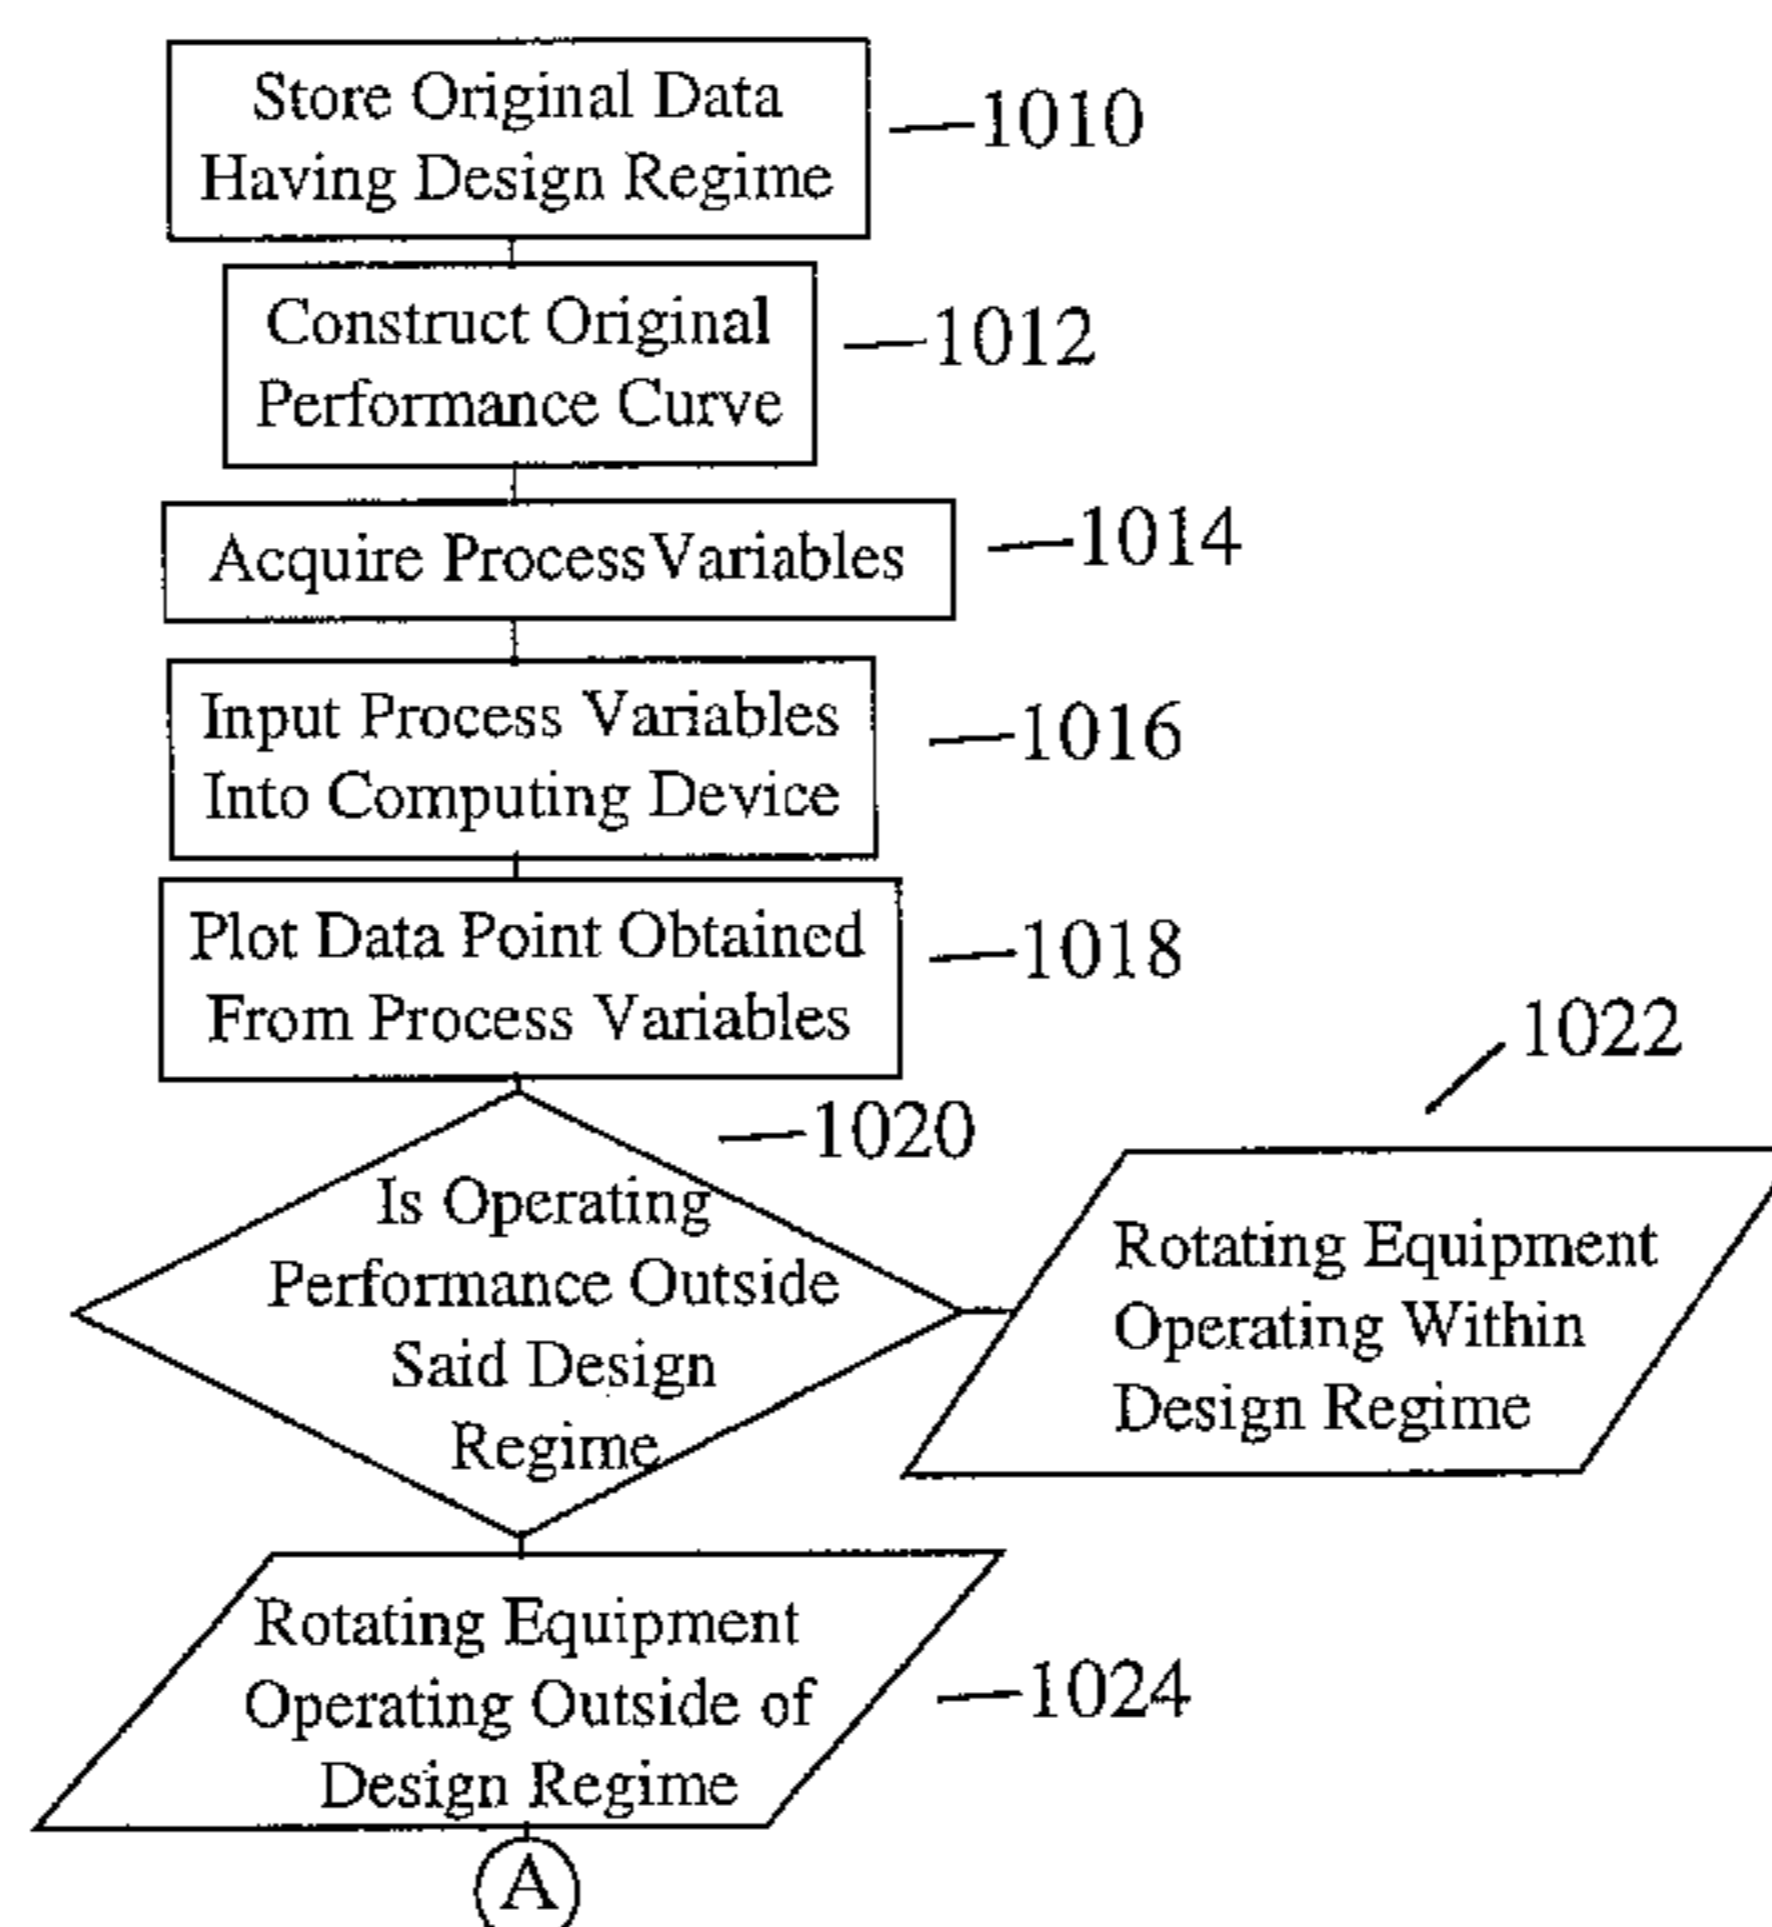 Store Original Data
Having Design Regime
1010
Construct Original
Performance Curve
1012
Acquire Process Variables
1014
Input Process Variables
Into Computing Device
1016
Plot Data Point Obtained
From Process Variables
1018
1022
1020
Is Operating
Performance Outside
Said Design
Regime
Rotating Equipment
Operating Within
Design Regime
Rotating Equipment
Operating Outside of
Design Regime
1024
A